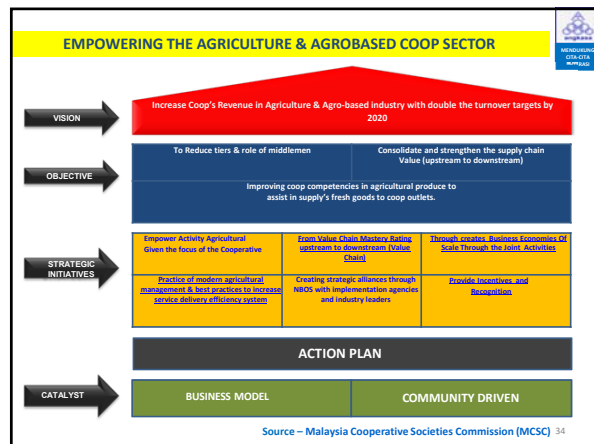 EMPOWERING THE AGRICULTURE & AGROBASED COOP SECTOR
angkasa
MENDUKUNG
CITA-CITA
VISION
Increase Coop's Revenue in Agriculture & Agro-based industry with double the turnover targets by
2020
OBJECTIVE
To Reduce tiers & role of middlemen
Consolidate and strengthen the supply chain
Value (upstream to downstream)
Improving coop competencies in agricultural produce to
assist in supply's fresh goods to coop outlets.
STRATEGIC
INITIATIVES
Empower Activity Agricultural
Given the focus of the Cooperative
From Value Chain Mastery Rating
upstream to downstream (Value
Chain)
Through creates Business Economies Of
Scale Through the Joint Activities
Practice of modern agricultural
management & best practices to increase
service delivery efficiency system
Creating strategic alliances through
NBOS with implementation agencies
and industry leaders
Provide Incentives and
Recognition
ACTION PLAN
CATALYST
BUSINESS MODEL
COMMUNITY DRIVEN
Source – Malaysia Cooperative Societies Commission (MCSC)
34